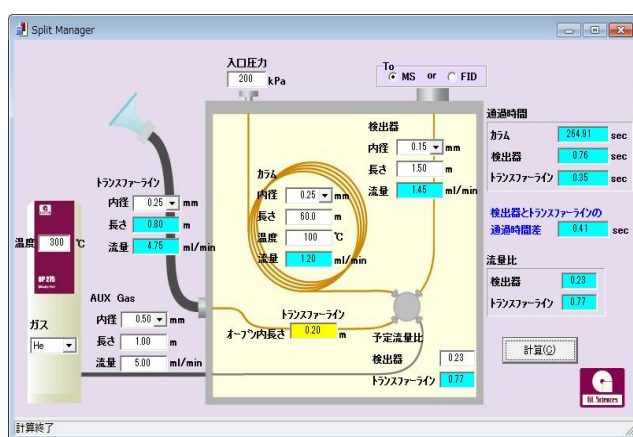 Split Manager
入口圧力
200 kPa
To
MS or FID
検出器
内径 0.15 mm
長さ 1.50 m
流量 1.45 ml/min
通過時間
カラム 264.91 sec
検出器 0.76 sec
トランスファーライン 0.35 sec
検出器とトランスファーラインの
通過時間差 0.41 sec
流量比
検出器 0.23
トランスファーライン 0.77
計算(C)
トランスファーライン
内径 0.25 mm
長さ 0.80 m
流量 4.75 ml/min
カラム
内径 0.25 mm
長さ 60.0 m
温度 100 ℃
流量 1.20 ml/min
温度 300 ℃
OP 275
ガス
He
AUX Gas
内径 0.50 mm
長さ 1.00 m
流量 5.00 ml/min
トランスファーライン
オーブン内長さ 0.20 m
予定流量比
検出器 0.23
トランスファーライン 0.77
GL Sciences
計算終了